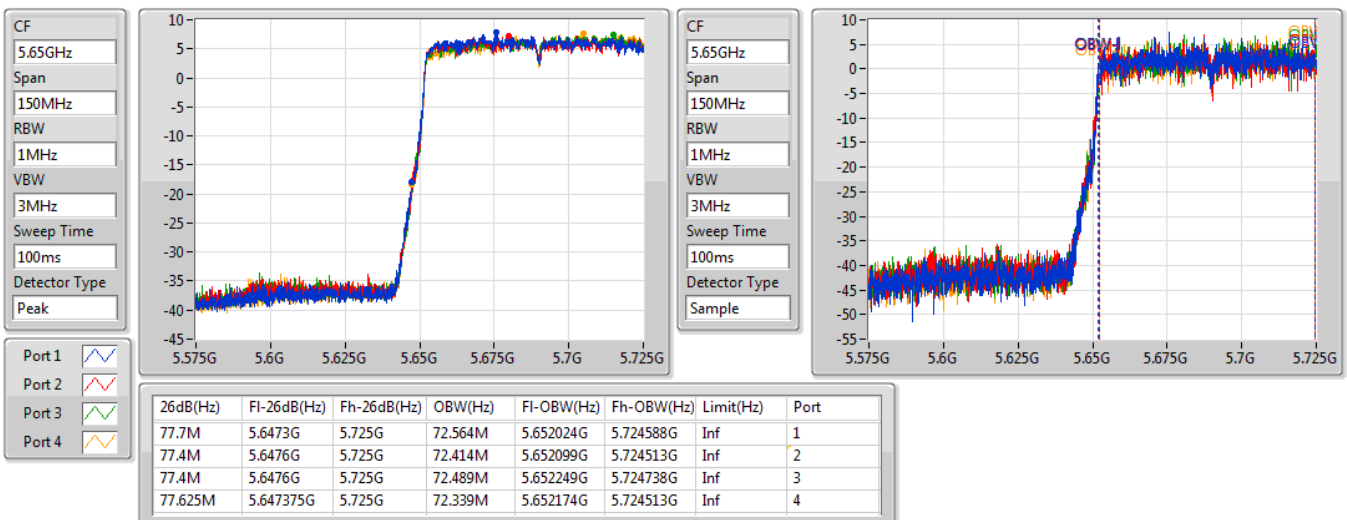 CF
5.65GHz
Span
150MHz
RBW
1MHz
VBW
3MHz
Sweep Time
100ms
Detector Type
Peak
10
5
0
-5
-10
-15
-20
-25
-30
-35
-40
-45
5.575G 5.6G 5.625G 5.65G 5.675G 5.7G 5.725G
CF
5.65GHz
Span
150MHz
RBW
1MHz
VBW
3MHz
Sweep Time
100ms
Detector Type
Sample
10
5
0
-5
-10
-15
-20
-25
-30
-35
-40
-45
-50
-55
5.575G 5.6G 5.625G 5.65G 5.675G 5.7G 5.725G
Port 1
Port 2
Port 3
Port 4
26dB(Hz) Fl-26dB(Hz) Fh-26dB(Hz) OBW(Hz) Fl-OBW(Hz) Fh-OBW(Hz) Limit(Hz) Port
77.7M 5.6473G 5.725G 72.564M 5.652024G 5.724588G Inf 1
77.4M 5.6476G 5.725G 72.414M 5.652099G 5.724513G Inf 2
77.4M 5.6476G 5.725G 72.489M 5.652249G 5.724738G Inf 3
77.625M 5.647375G 5.725G 72.339M 5.652174G 5.724513G Inf 4